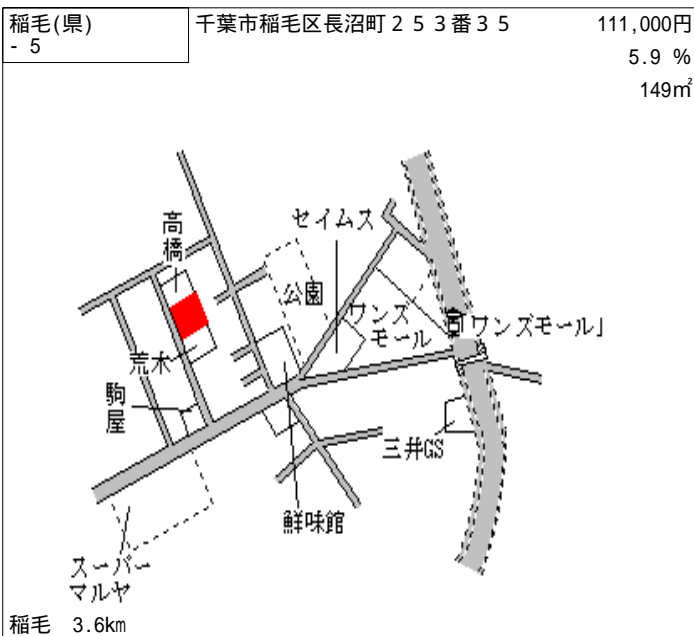 稲毛(県)
- 5
千葉市稲毛区長沼町２５３番３５
111,000円
5.9 %
149㎡
高橋
セイムス
公園
ワンズ
モール
「ワンズモール」
荒木
駒屋
三井GS
鮮味館
スーパー
マルヤ
稲毛 3.6km